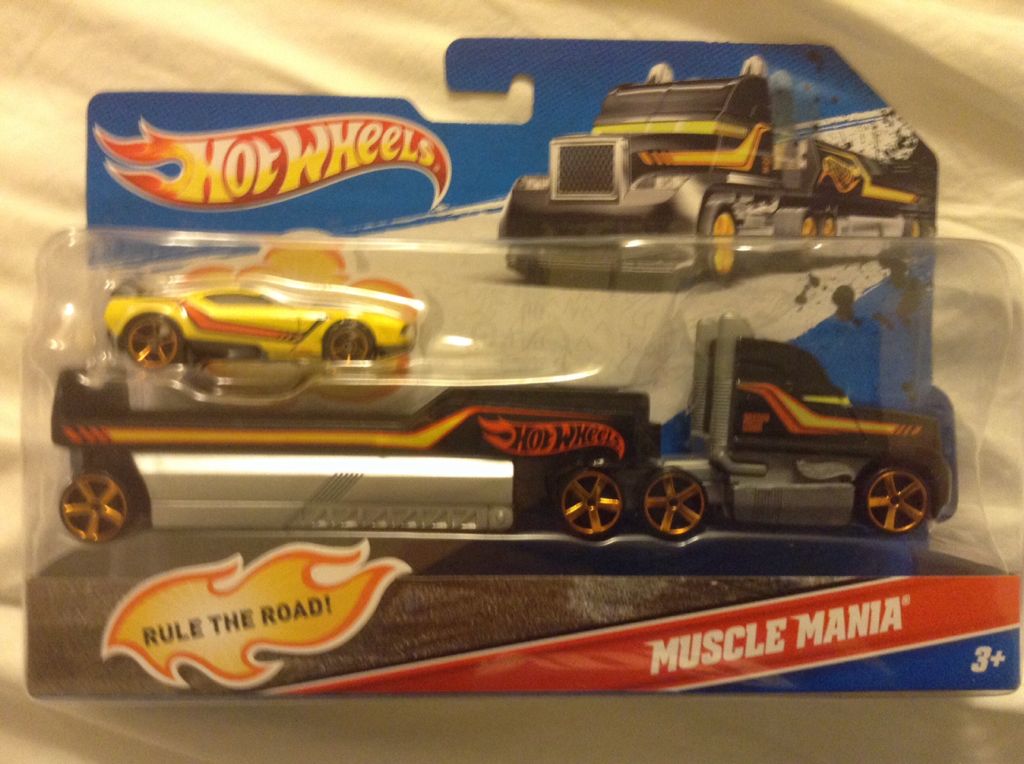 HOT WHEELS
HOT WHEELS
RULE THE ROAD!
MUSCLE MANIA®
3+